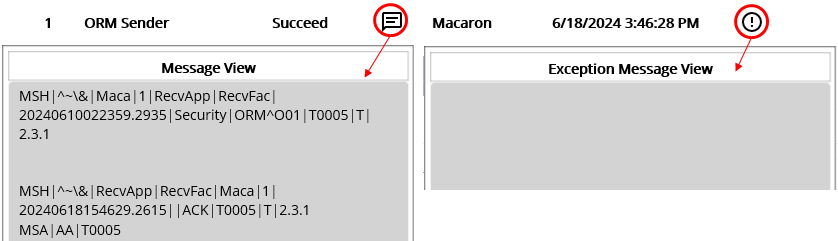 1 ORM Sender Succeed Macaron 6/18/2024 3:46:28 PM
Message View
MSH|^~\&|Maca|1|RecvApp|RecvFac|
20240610022359.2935|Security|ORM^O01|T0005|T|
2.3.1
MSH|^~\&|RecvApp|RecvFac|Maca|1|
20240618154629.2615||ACK|T0005|T|2.3.1
MSA|AA|T0005
Exception Message View